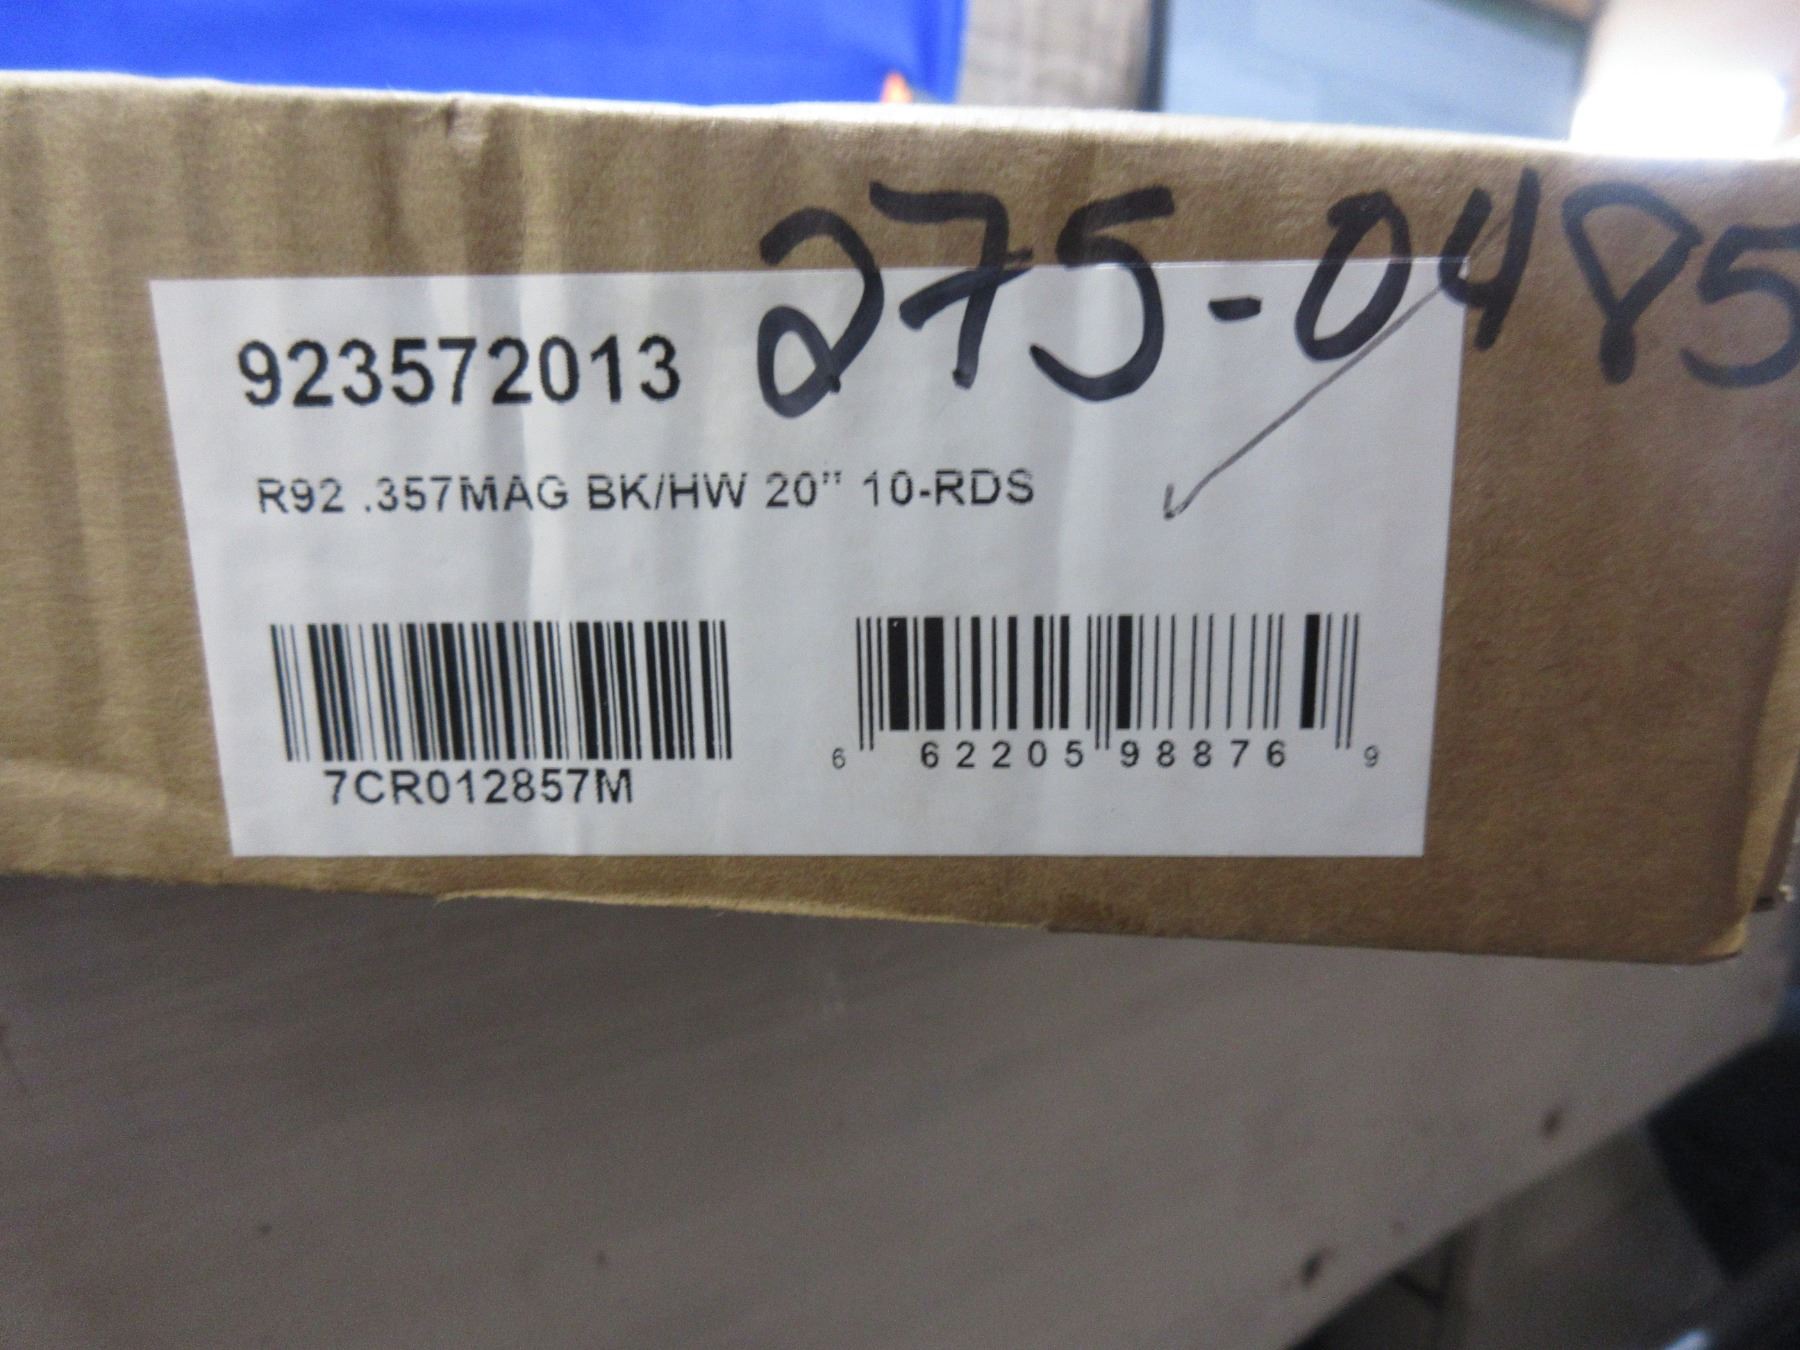 275-0485
923572013
R92 .357MAG BK/HW 20" 10-RDS
7CR012857M
6 62205 98876 9